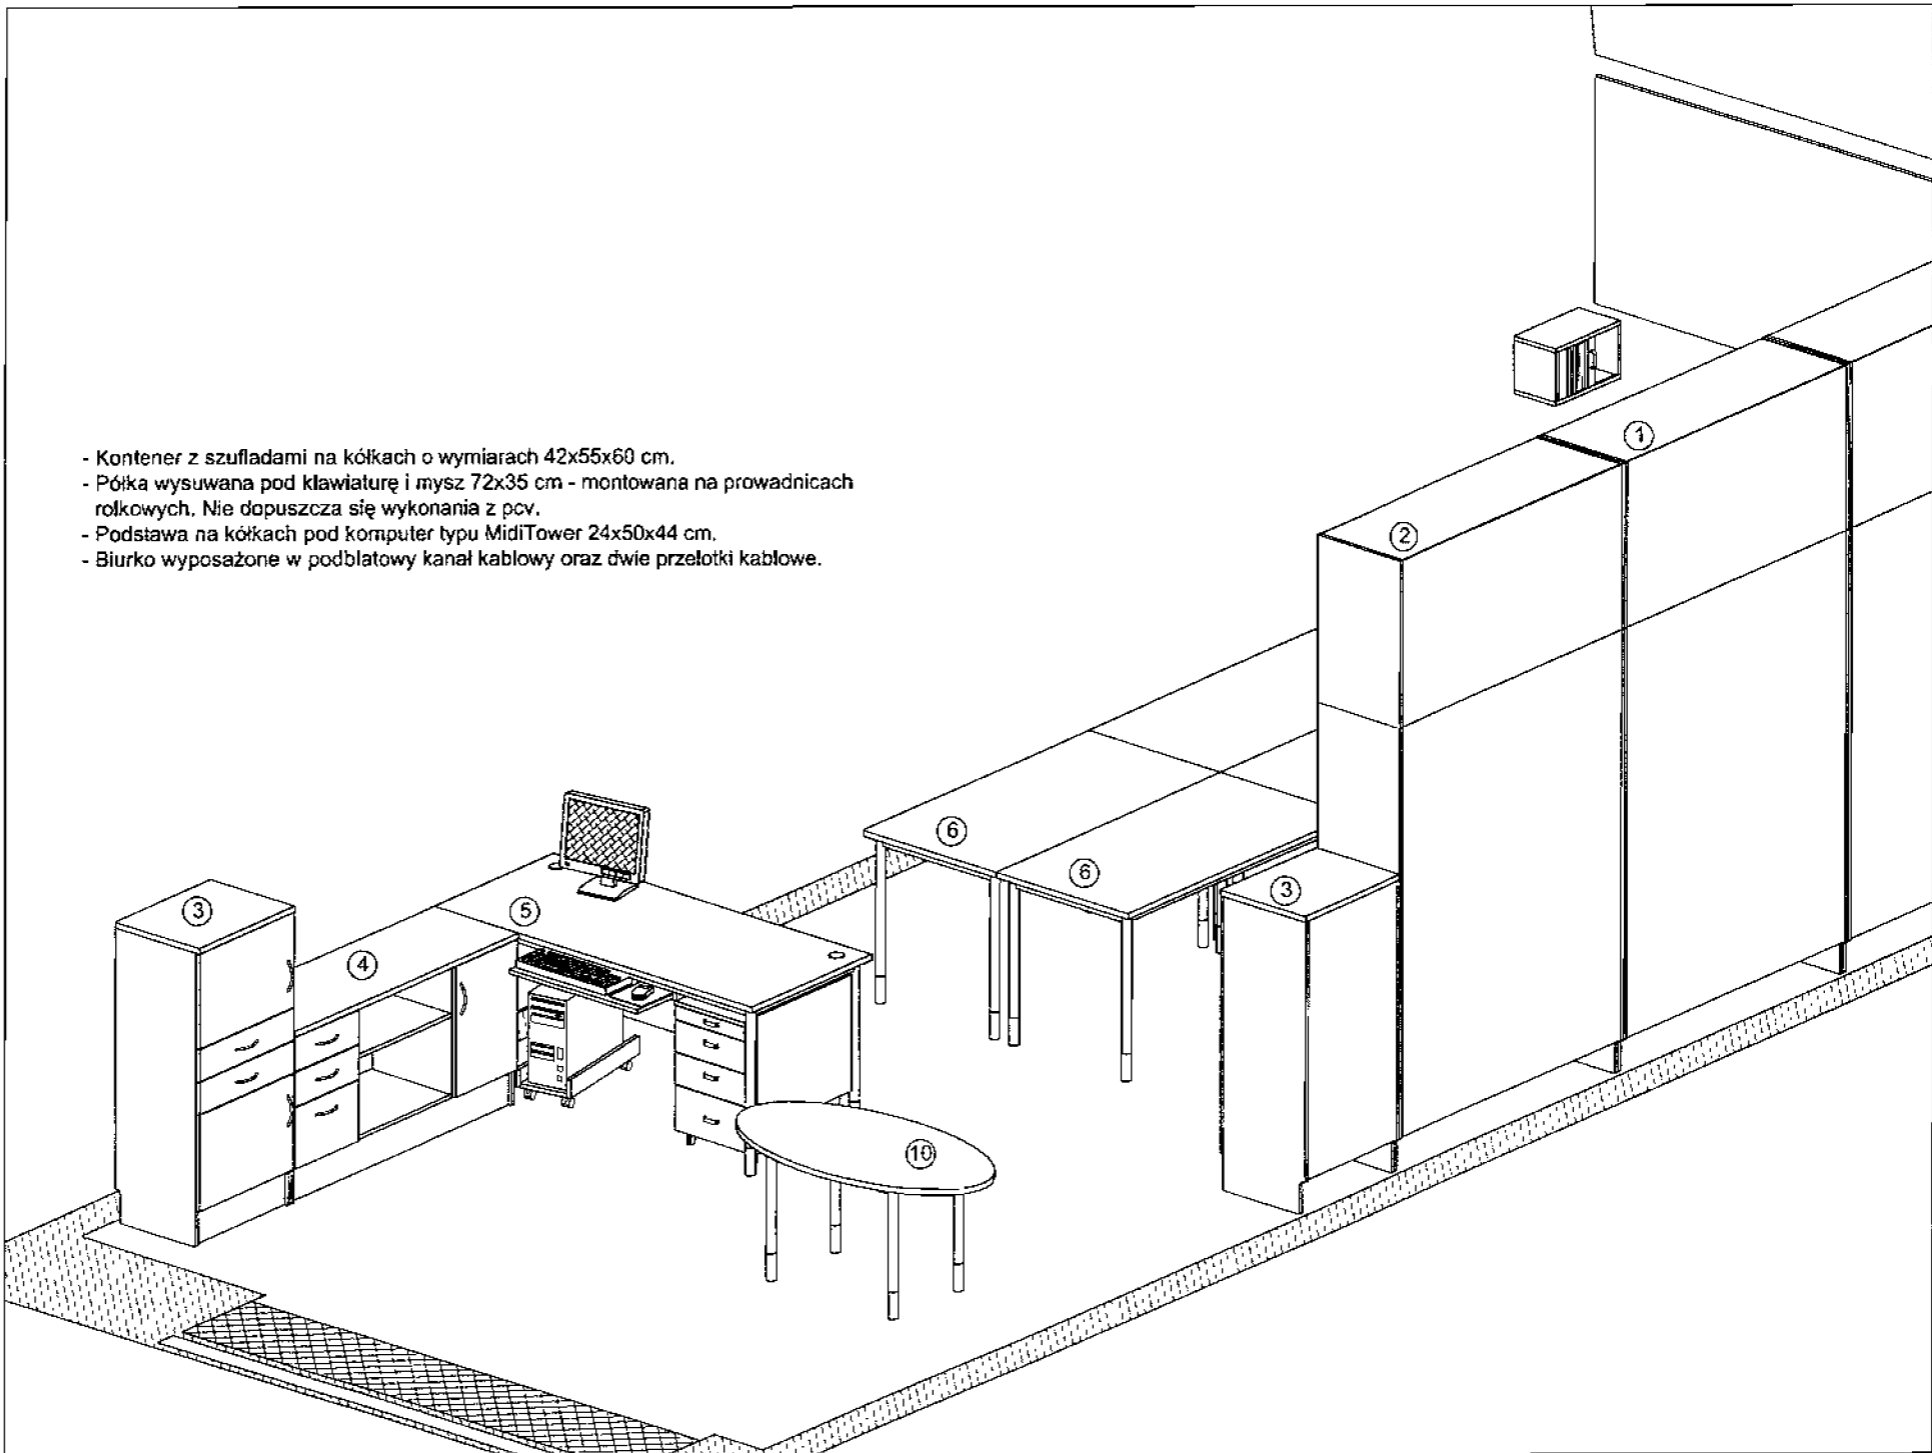 - Kontener z szufladami na kółkach o wymiarach 42x55x60 cm.
- Półka wysuwana pod klawiaturę i mysz 72x35 cm - montowana na prowadnicach
rolkowych. Nie dopuszcza się wykonania z pcv.
- Podstawa na kółkach pod komputer typu MidiTower 24x50x44 cm.
- Biurko wyposażone w podblatowy kanał kablowy oraz dwie przelotki kablowe.
1
2
6
6
3
3
5
4
10